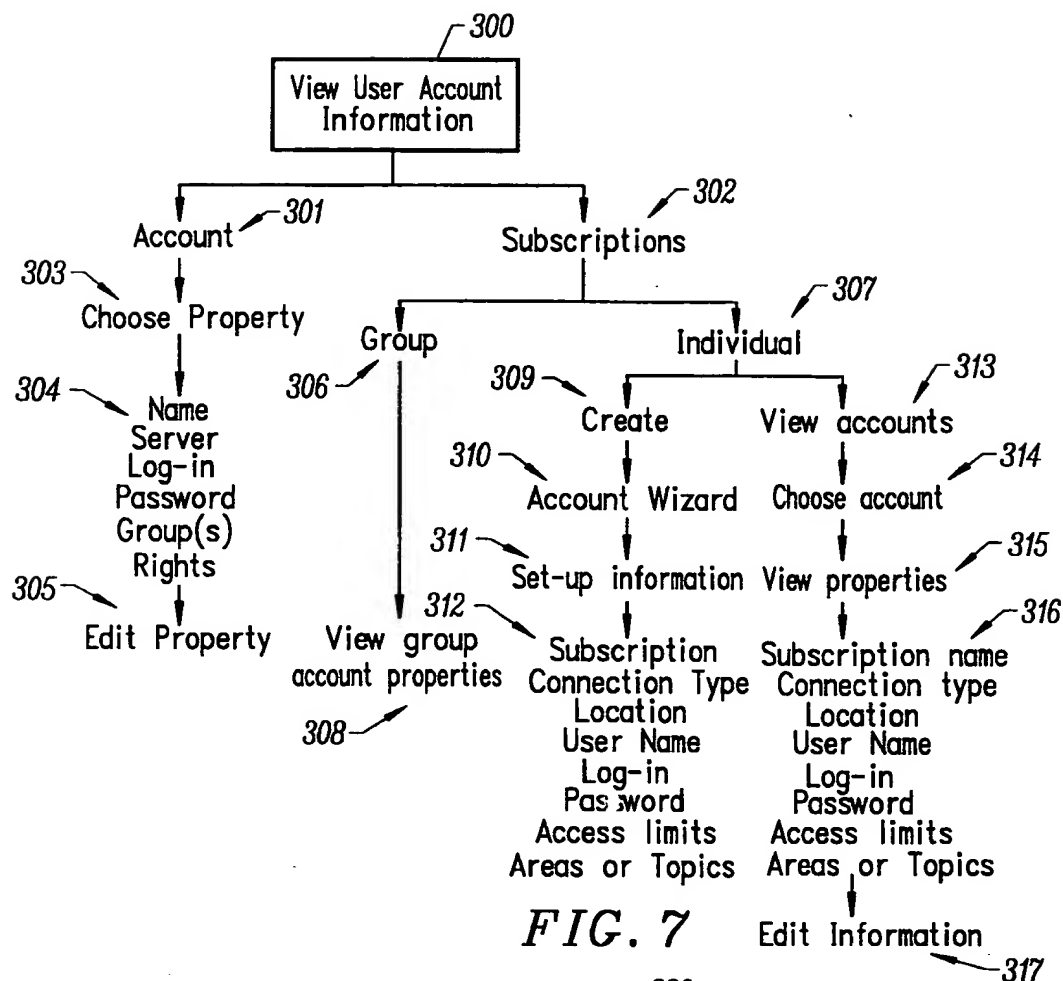 300
View User Account
Information
301
Account
302
Subscriptions
303
Choose Property
304
Name
Server
Log-in
Password
Group(s)
Rights
305
Edit Property
Group
306
View group
account properties
308
307
Individual
309
Create
310
Account Wizard
311
Set-up information
312
Subscription
Connection Type
Location
User Name
Log-in
Password
Access limits
Areas or Topics
313
View accounts
314
Choose account
315
View properties
316
Subscription name
Connection type
Location
User Name
Log-in
Password
Access limits
Areas or Topics
Edit Information
317
FIG. 7